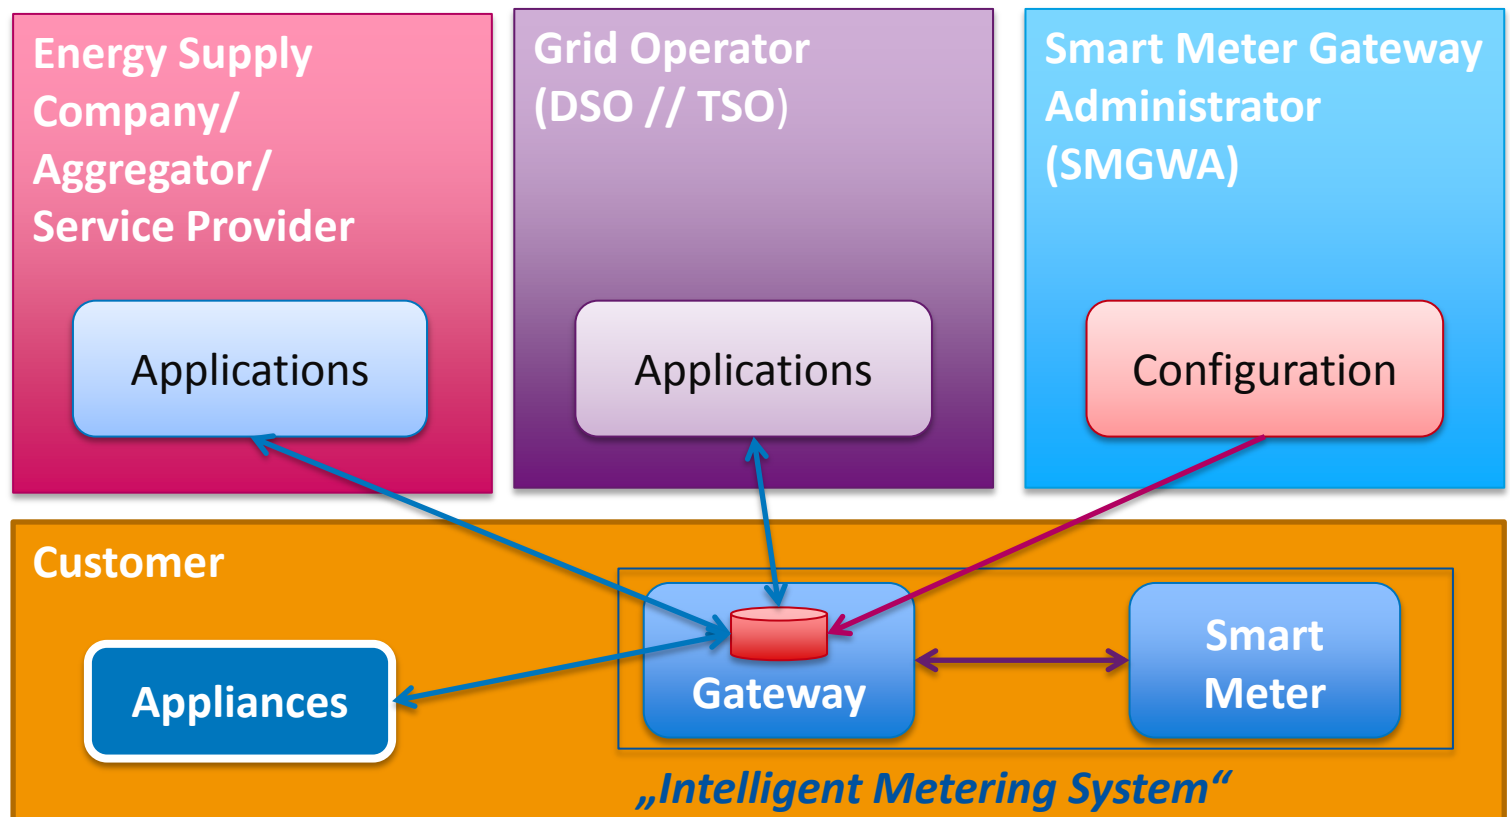 Energy Supply
Company/
Aggregator/
Service Provider
Applications
Grid Operator
(DSO // TSO)
Applications
Smart Meter Gateway
Administrator
(SMGWA)
Configuration
Customer
Appliances
Gateway
Smart
Meter
„Intelligent Metering System“